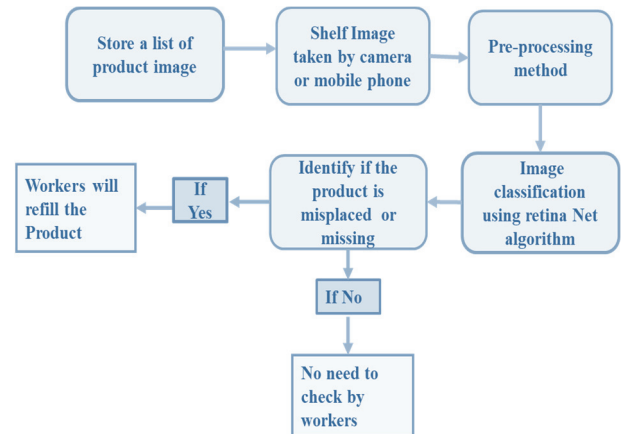 Store a list of
product image
Shelf Image
taken by camera
or mobile phone
Pre-processing
method
Image
classification
using retina Net
algorithm
Identify if the
product is
misplaced or
missing
If
Yes
Workers will
refill the
Product
If No
No need to
check by
workers